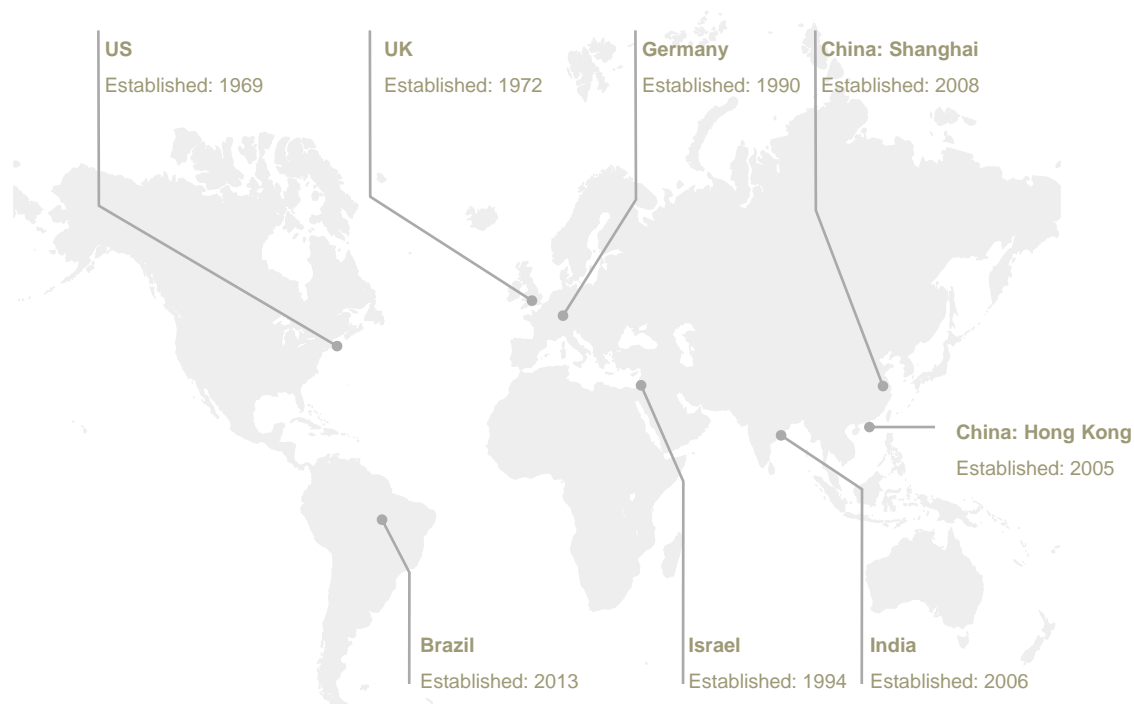 US
Established: 1969
UK
Established: 1972
Germany
Established: 1990
China: Shanghai
Established: 2008
China: Hong Kong
Established: 2005
Brazil
Established: 2013
Israel
Established: 1994
India
Established: 2006